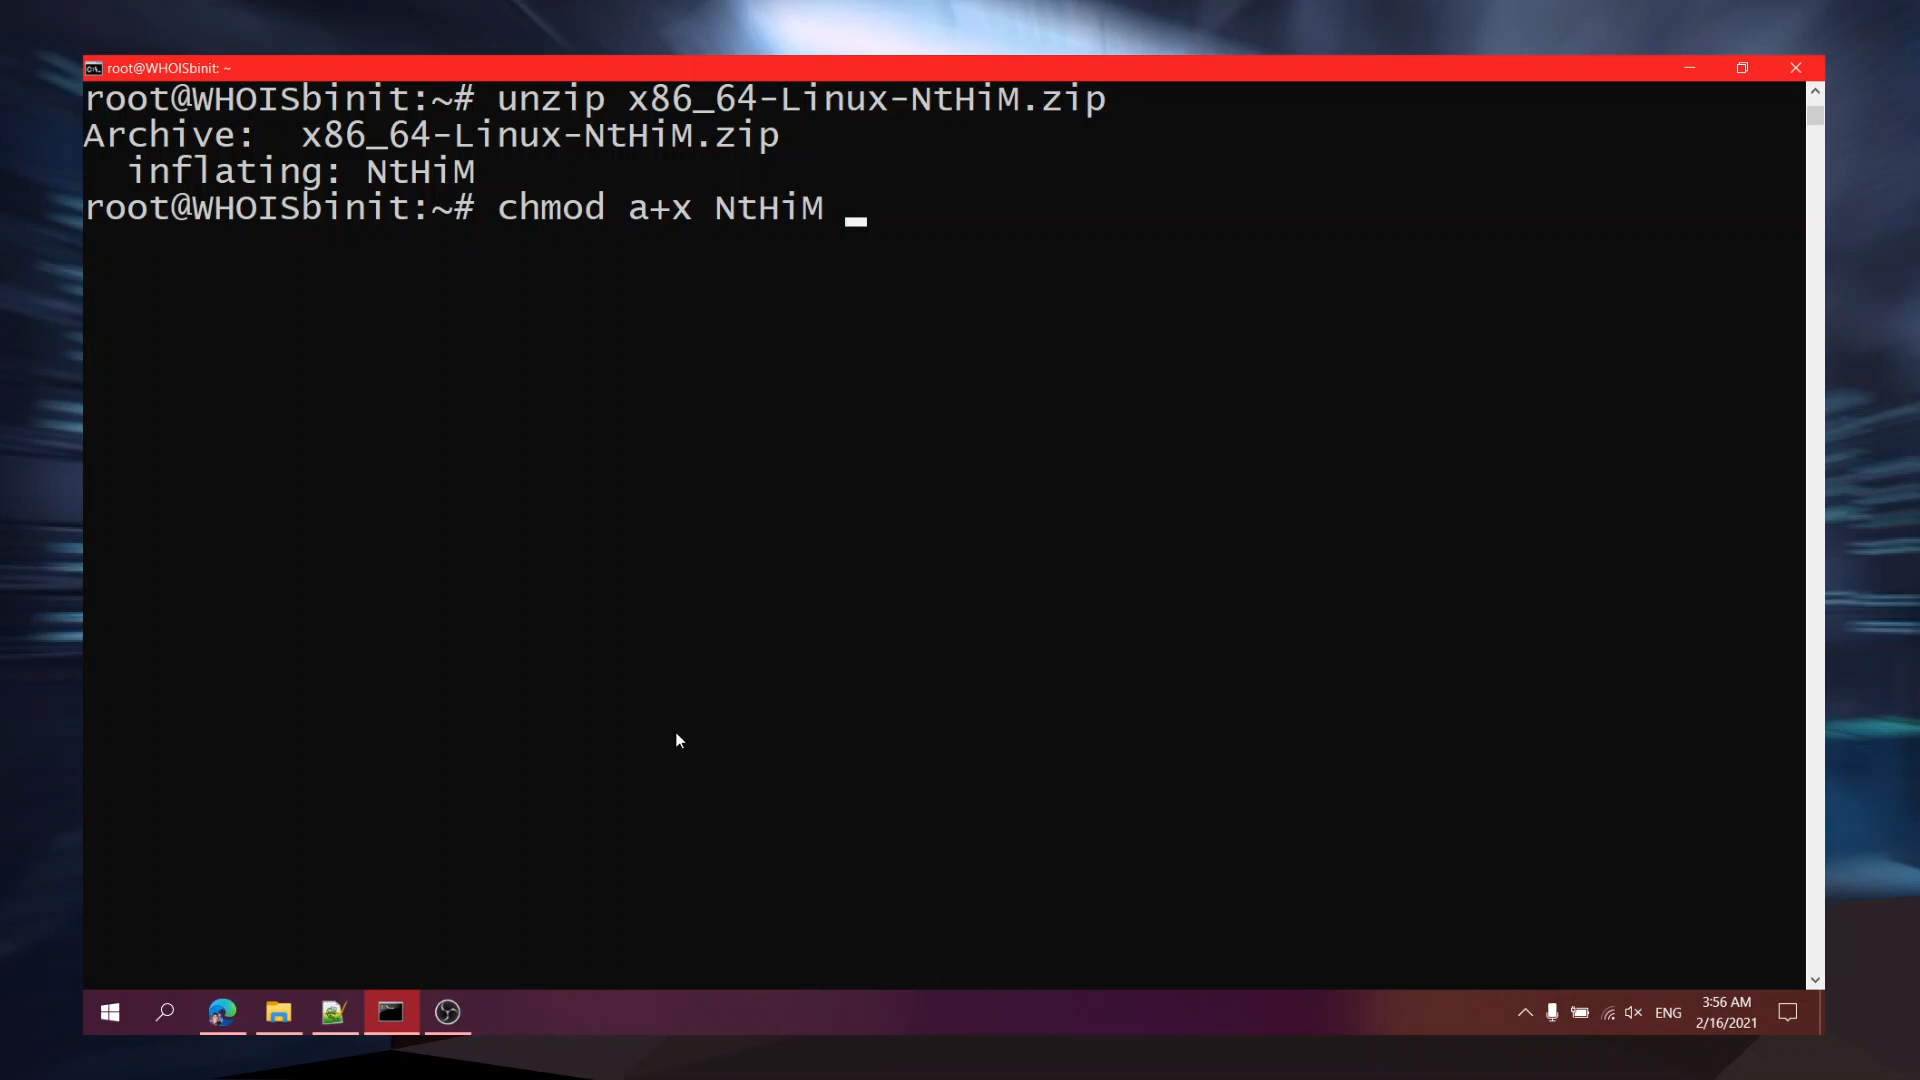 root@WHOISbinit: ~
root@WHOISbinit:~# unzip x86_64-Linux-NtHiM.zip
Archive:  x86_64-Linux-NtHiM.zip
  inflating: NtHiM
root@WHOISbinit:~# chmod a+x NtHiM
ENG
3:56 AM
2/16/2021